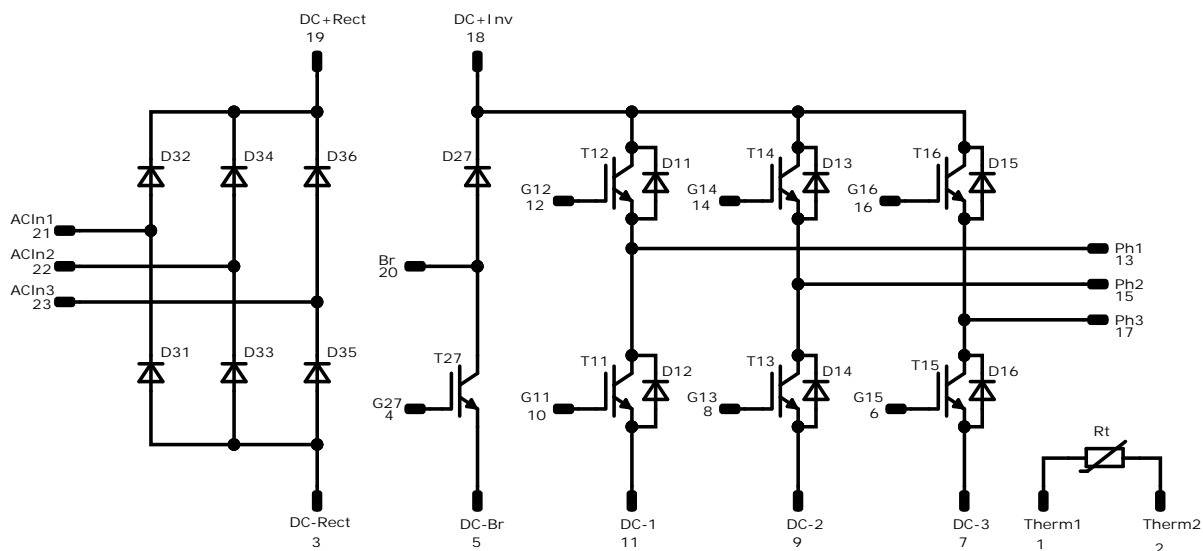 DC+Rect
19
DC+Inv
18
D32
D34
D36
D27
T12
D11
T14
D13
T16
D15
G12
12
G14
14
G16
16
ACIn1
21
ACIn2
22
ACIn3
23
Br
20
Ph1
13
Ph2
15
Ph3
17
D31
D33
D35
T27
T11
D12
T13
D14
T15
D16
G27
4
G11
10
G13
8
G15
6
Rt
DC-Rect
3
DC-Br
5
DC-1
11
DC-2
9
DC-3
7
Therm1
1
Therm2
2